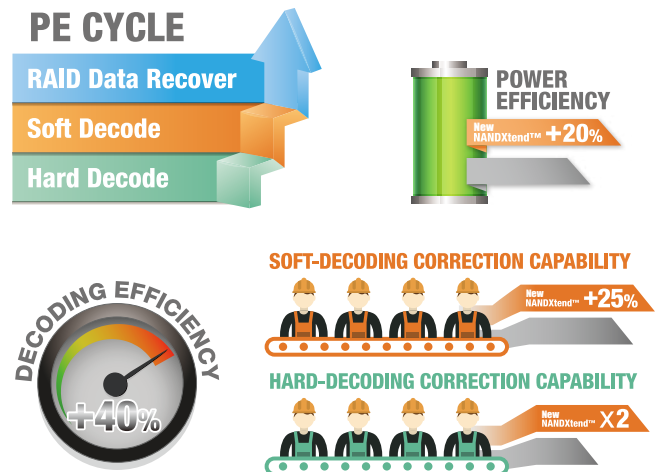 PE CYCLE
RAID Data Recover
Soft Decode
Hard Decode
POWER
EFFICIENCY
New
NANDXtend™ +20%
DECODING EFFICIENCY
+40%
SOFT-DECODING CORRECTION CAPABILITY
New
NANDXtend™ +25%
HARD-DECODING CORRECTION CAPABILITY
New
NANDXtend™ X2